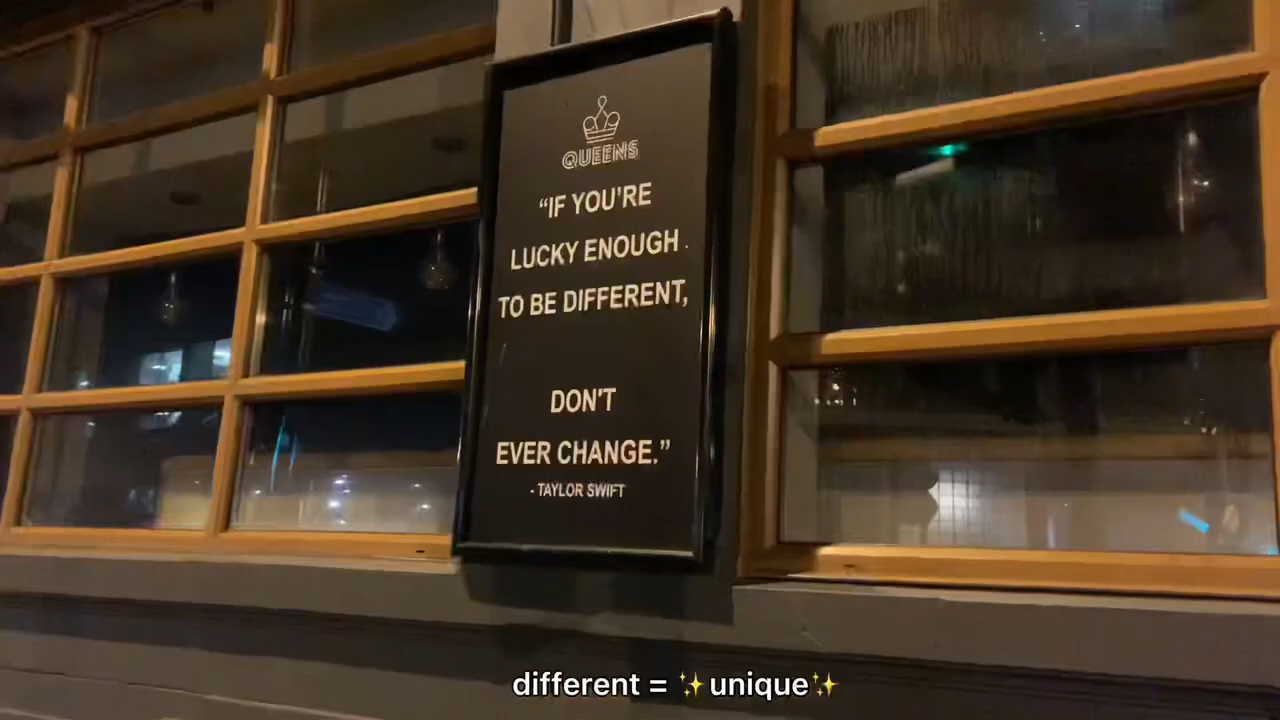 QUEENS
“IF YOU’RE
LUCKY ENOUGH
TO BE DIFFERENT,
DON'T
EVER CHANGE.”
- TAYLOR SWIFT
different = ✨unique✨